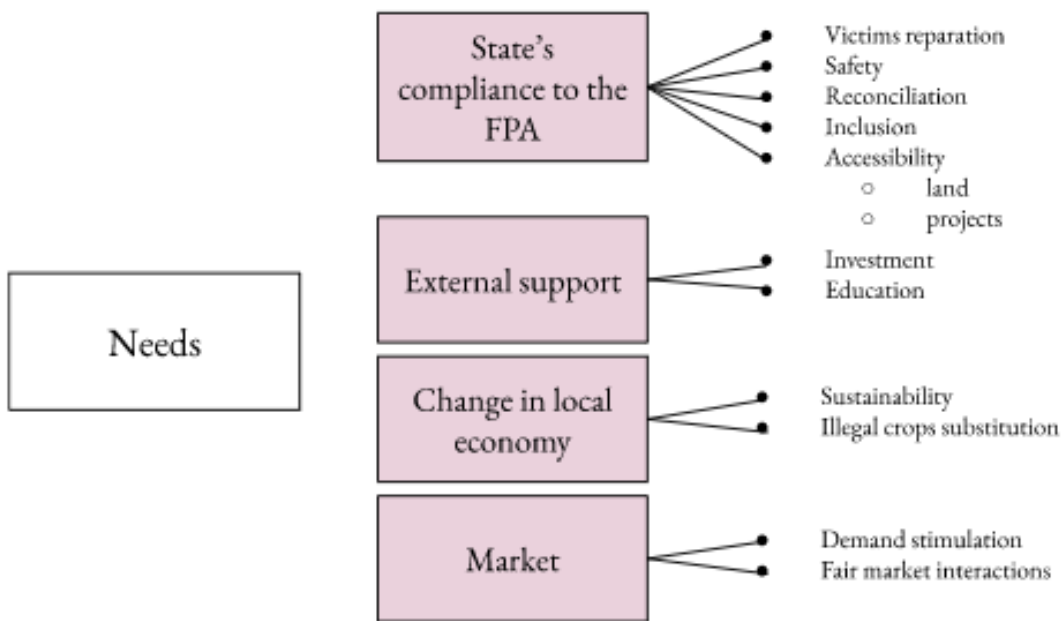 Needs
State's
compliance to the
FPA
Victims reparation
Safety
Reconciliation
Inclusion
Accessibility
land
projects
External support
Investment
Education
Change in local
economy
Sustainability
Illegal crops substitution
Market
Demand stimulation
Fair market interactions